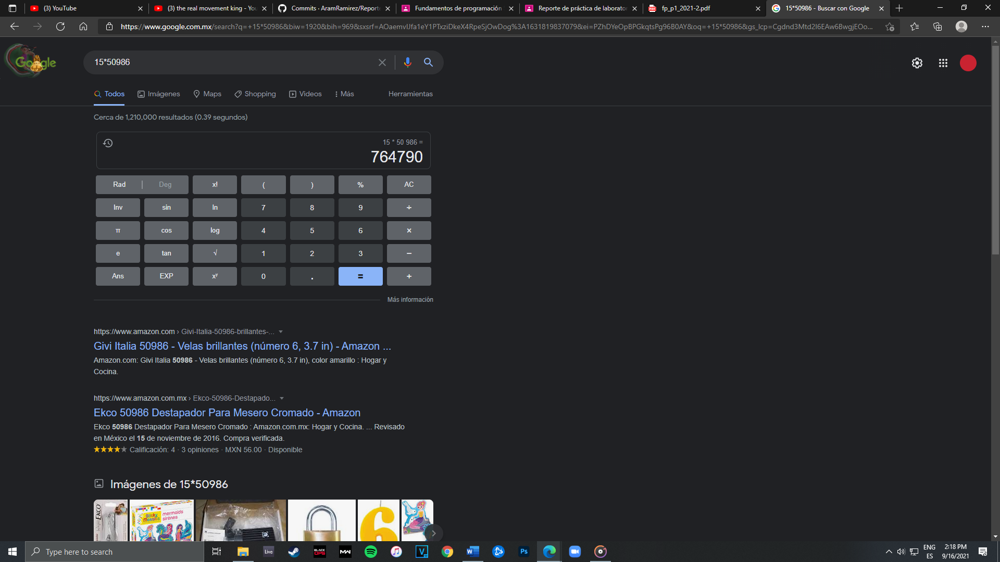 (3) YouTube
(3) the real movement king - You
Commits · AramRamirez/Reporte
Fundamentos de programación
Reporte de práctica de laborator
fp_p1_2021-2.pdf
15*50986 - Buscar con Google
https://www.google.com.mx/search?q=+15*50986&biw=1920&bih=969&sxsrf=AOaemvIJfa1eY1PTxziDkeX4RpeSjOwDog%3A1631819837079&ei=PZhDYeOpBPGkqtsPg96B0AY&oq=+15*50986&gs_lcp=Cgdnd3Mtd2l6EAw6BwgjEOo...
Google
15*50986
Todos
Imágenes
Maps
Shopping
Videos
Más
Herramientas
Cerca de 1,210,000 resultados (0.39 segundos)
15 * 50 986 =
764790
Rad | Deg x! ( ) % AC
Inv sin ln 7 8 9 ÷
π cos log 4 5 6 ×
e tan √ 1 2 3 −
Ans EXP xʸ 0 . = +
Más información
https://www.amazon.com › Givi-Italia-50986-brillantes-...
Givi Italia 50986 - Velas brillantes (número 6, 3.7 in) - Amazon ...
Amazon.com: Givi Italia 50986 - Velas brillantes (número 6, 3.7 in), color amarillo : Hogar y
Cocina.
https://www.amazon.com.mx › Ekco-50986-Destapado...
Ekco 50986 Destapador Para Mesero Cromado - Amazon
Ekco 50986 Destapador Para Mesero Cromado : Amazon.com.mx: Hogar y Cocina. ... Revisado
en México el 15 de noviembre de 2016. Compra verificada.
Calificación: 4 · 3 opiniones · MXN 56.00 · Disponible
Imágenes de 15*50986
EKCO
Sticky
Mosaics
mermaids
sirènes
6
Type here to search
Live
BLACK
OPS
MW
V
W
Ps
ENG
ES
2:18 PM
9/16/2021